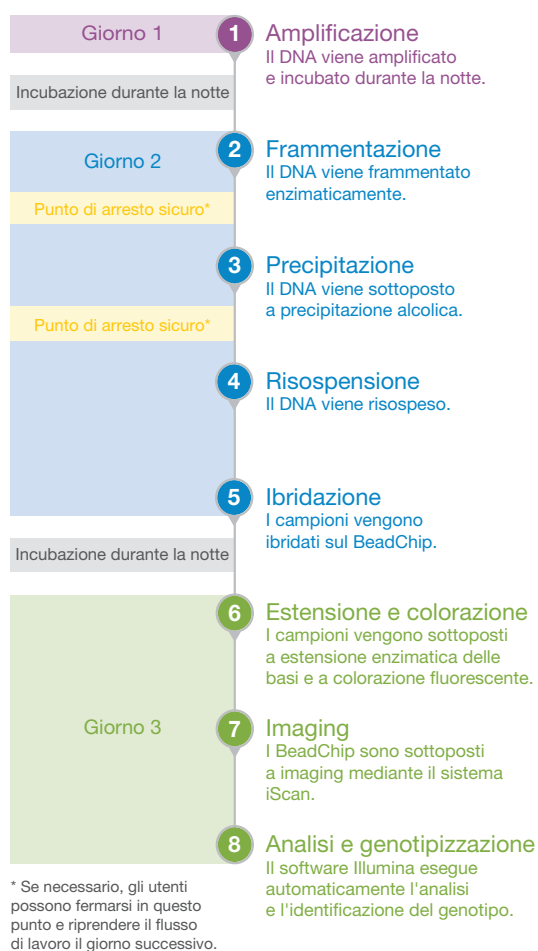 Giorno 1
1
Amplificazione
Il DNA viene amplificato
e incubato durante la notte.
Incubazione durante la notte
Giorno 2
2
Frammentazione
Il DNA viene frammentato
enzimaticamente.
Punto di arresto sicuro*
3
Precipitazione
Il DNA viene sottoposto
a precipitazione alcolica.
Punto di arresto sicuro*
4
Risospensione
Il DNA viene risospeso.
5
Ibridazione
I campioni vengono
ibridati sul BeadChip.
Incubazione durante la notte
6
Estensione e colorazione
I campioni vengono sottoposti
a estensione enzimatica delle
basi e a colorazione fluorescente.
Giorno 3
7
Imaging
I BeadChip sono sottoposti
a imaging mediante il sistema
iScan.
8
Analisi e genotipizzazione
Il software Illumina esegue
automaticamente l'analisi
e l'identificazione del genotipo.
* Se necessario, gli utenti
possono fermarsi in questo
punto e riprendere il flusso
di lavoro il giorno successivo.